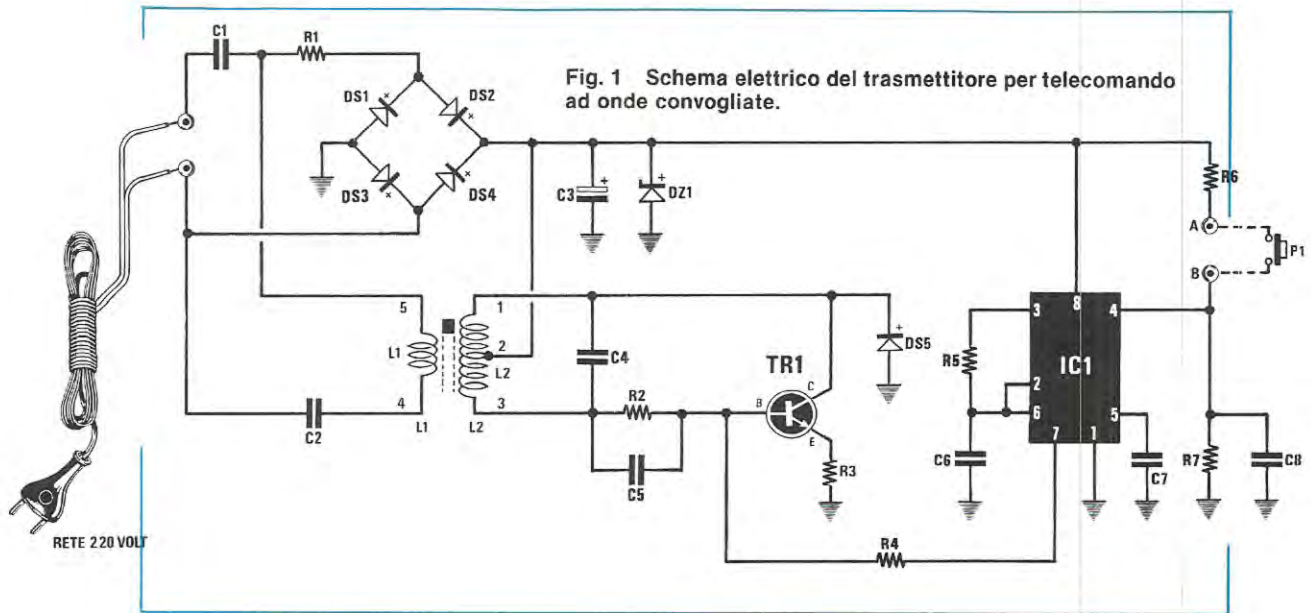 C1
R1
Fig. 1 Schema elettrico del trasmettitore per telecomando
ad onde convogliate.
DS1
DS2
DS3
DS4
C3
+
DZ1
+
R6
A
P1
B
5
1
L1
2
L2
4
3
L1
L2
C2
C4
R2
C5
TR1
B
C
E
R3
DS5
+
R4
3
8
4
R5
IC1
2
6
5
7
1
C6
C7
R7
C8
RETE 220 VOLT